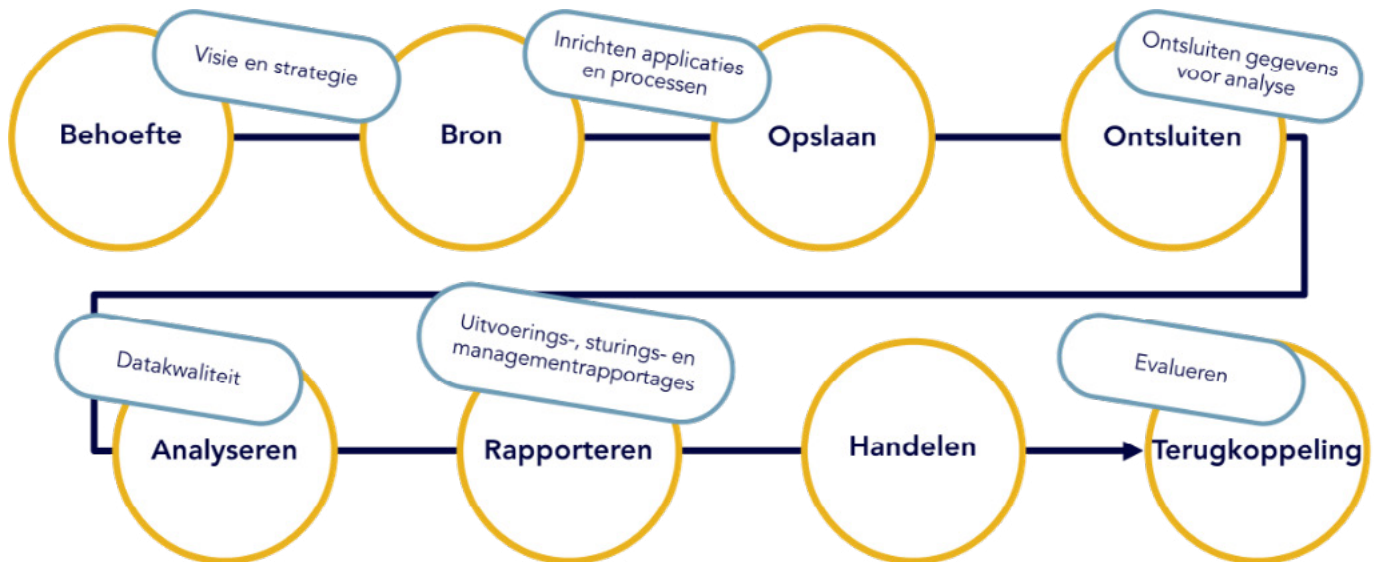 Visie en strategie
Behoefte
Inrichten applicaties
en processen
Bron
Opslaan
Ontsluiten gegevens
voor analyse
Ontsluiten
Datakwaliteit
Analyseren
Uitvoerings-, sturings- en
managementrapportages
Rapporteren
Handelen
Evalueren
Terugkoppeling